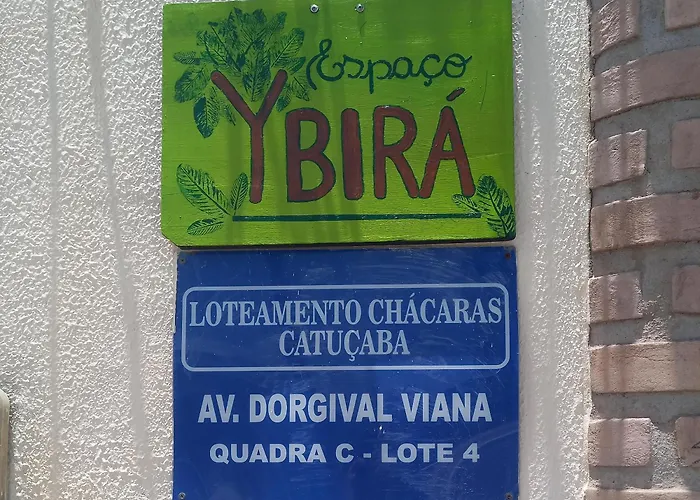 Espaço
YBIRÁ
LOTEAMENTO CHÁCARAS
CATUÇABA
AV. DORGIVAL VIANA
QUADRA C - LOTE 4